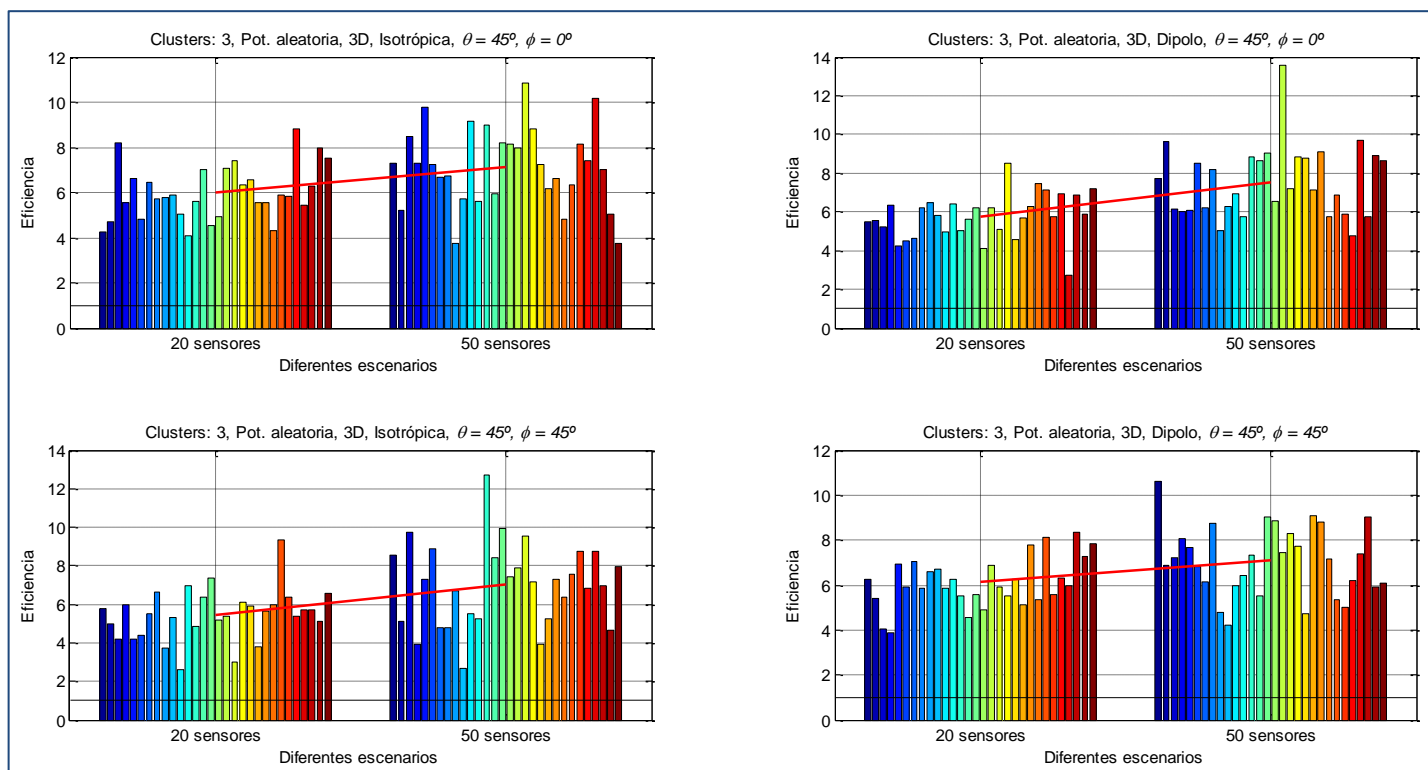 Clusters: 3, Pot. aleatoria, 3D, Isotrópica, θ = 45º, ϕ = 0º
12
10
8
6
4
2
0
Eficiencia
20 sensores
50 sensores
Diferentes escenarios
Clusters: 3, Pot. aleatoria, 3D, Dipolo, θ = 45º, ϕ = 0º
14
12
10
8
6
4
2
0
Eficiencia
20 sensores
50 sensores
Diferentes escenarios
Clusters: 3, Pot. aleatoria, 3D, Isotrópica, θ = 45º, ϕ = 45º
14
12
10
8
6
4
2
0
Eficiencia
20 sensores
50 sensores
Diferentes escenarios
Clusters: 3, Pot. aleatoria, 3D, Dipolo, θ = 45º, ϕ = 45º
12
10
8
6
4
2
0
Eficiencia
20 sensores
50 sensores
Diferentes escenarios